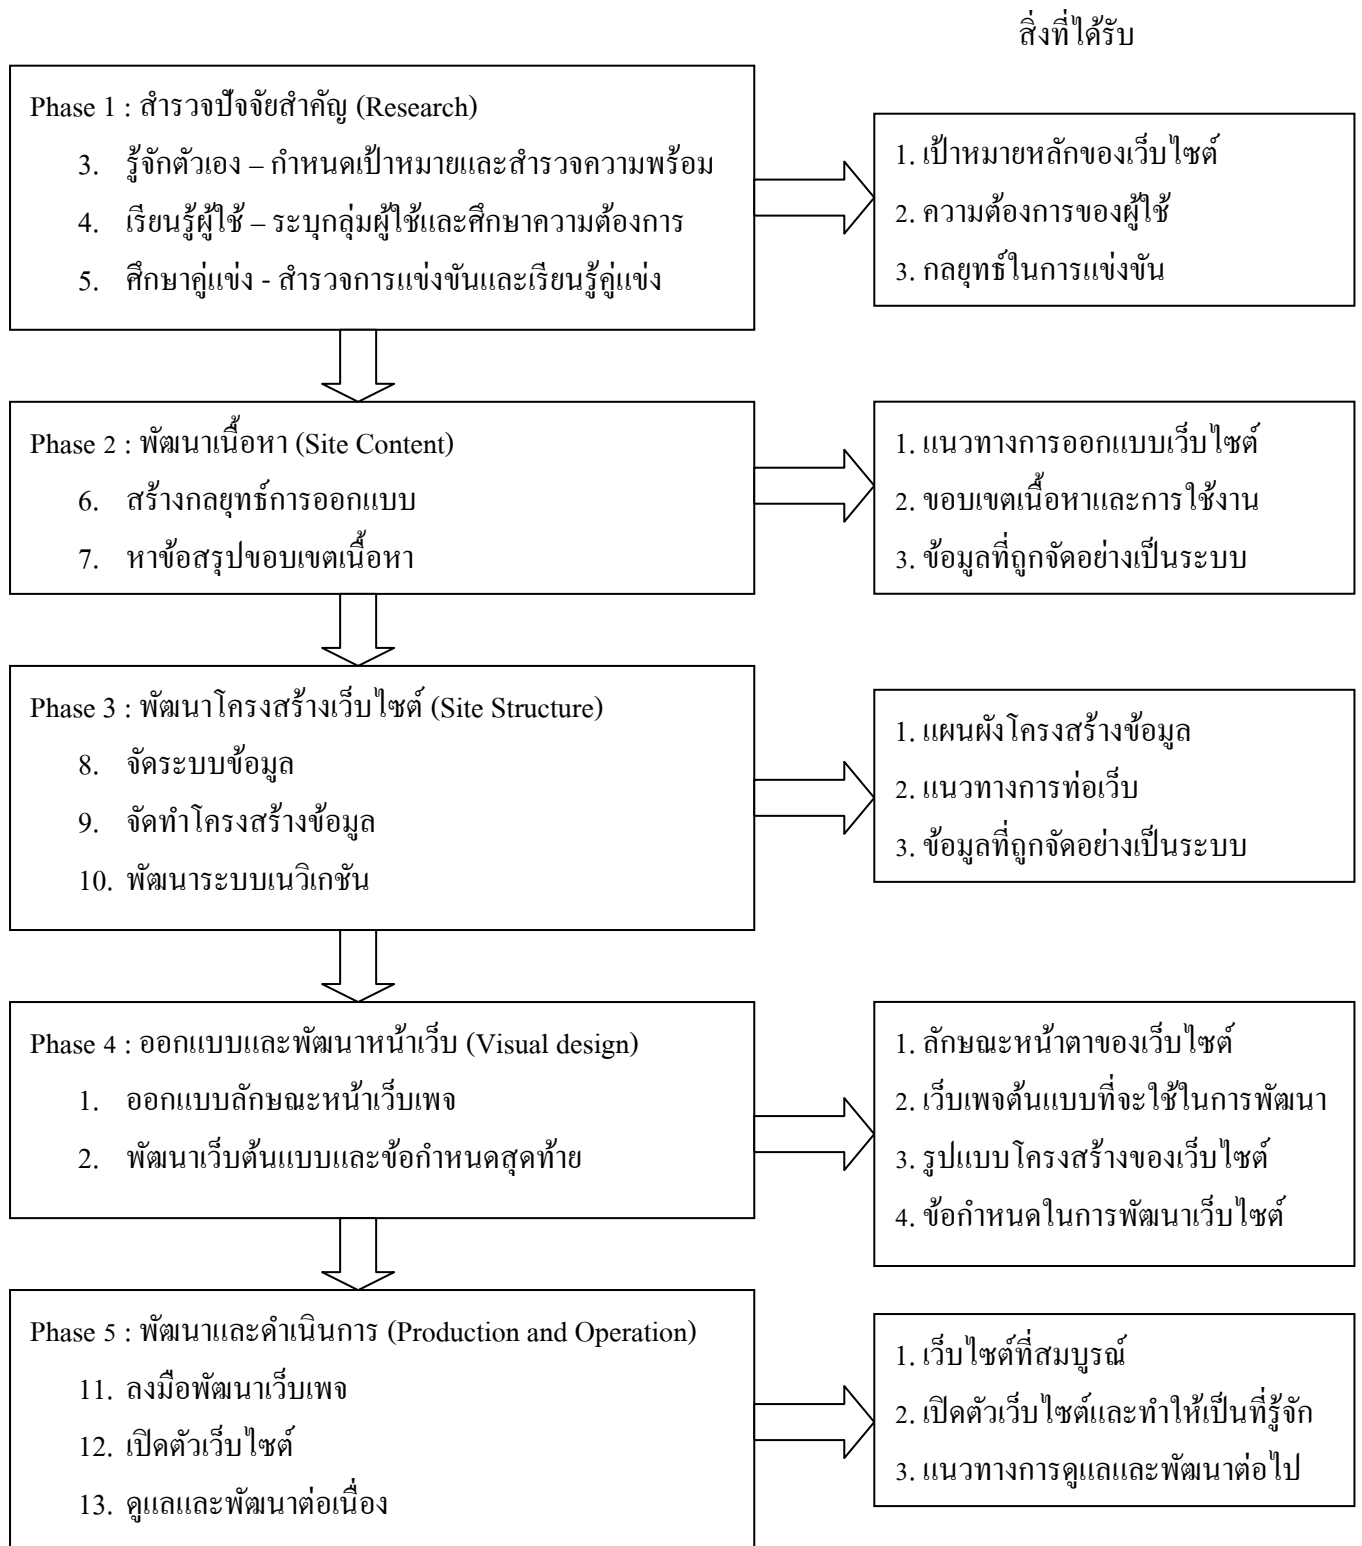 สิ่งที่ได้รับ
Phase 1 : สำรวจปัจจัยสำคัญ (Research)
3. รู้จักตัวเอง – กำหนดเป้าหมายและสำรวจความพร้อม
4. เรียนรู้ผู้ใช้ – ระบุกลุ่มผู้ใช้และศึกษาความต้องการ
5. ศึกษาคู่แข่ง - สำรวจการแข่งขันและเรียนรู้คู่แข่ง
1. เป้าหมายหลักของเว็บไซต์
2. ความต้องการของผู้ใช้
3. กลยุทธ์ในการแข่งขัน
Phase 2 : พัฒนาเนื้อหา (Site Content)
6. สร้างกลยุทธ์การออกแบบ
7. หาข้อสรุปขอบเขตเนื้อหา
1. แนวทางการออกแบบเว็บไซต์
2. ขอบเขตเนื้อหาและการใช้งาน
3. ข้อมูลที่ถูกจัดอย่างเป็นระบบ
Phase 3 : พัฒนาโครงสร้างเว็บไซต์ (Site Structure)
8. จัดระบบข้อมูล
9. จัดทำโครงสร้างข้อมูล
10. พัฒนาระบบเนวิเกชัน
1. แผนผังโครงสร้างข้อมูล
2. แนวทางการท่อเว็บ
3. ข้อมูลที่ถูกจัดอย่างเป็นระบบ
Phase 4 : ออกแบบและพัฒนาหน้าเว็บ (Visual design)
1. ออกแบบลักษณะหน้าเว็บเพจ
2. พัฒนาเว็บต้นแบบและข้อกำหนดสุดท้าย
1. ลักษณะหน้าตาของเว็บไซต์
2. เว็บเพจต้นแบบที่จะใช้ในการพัฒนา
3. รูปแบบโครงสร้างของเว็บไซต์
4. ข้อกำหนดในการพัฒนาเว็บไซต์
Phase 5 : พัฒนาและดำเนินการ (Production and Operation)
11. ลงมือพัฒนาเว็บเพจ
12. เปิดตัวเว็บไซต์
13. ดูแลและพัฒนาต่อเนื่อง
1. เว็บไซต์ที่สมบูรณ์
2. เปิดตัวเว็บไซต์และทำให้เป็นที่รู้จัก
3. แนวทางการดูแลและพัฒนาต่อไป